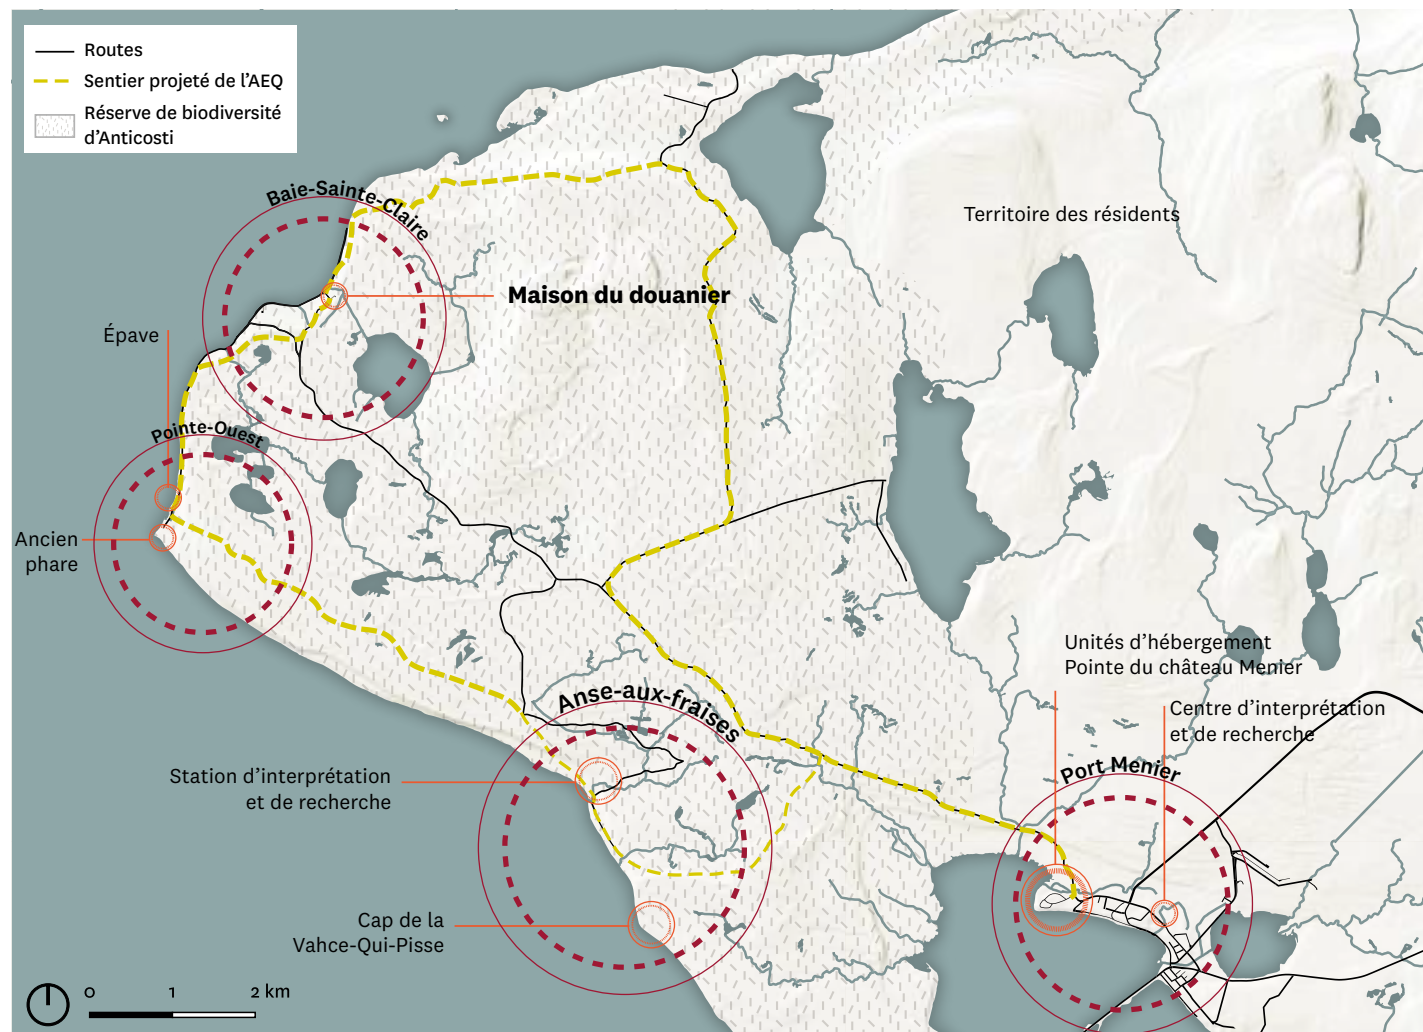 Routes
Sentier projeté de l’AEQ
Réserve de biodiversité
d’Anticosti
Baie-Sainte-Claire
Territoire des résidents
Maison du douanier
Épave
Pointe-Ouest
Ancien
phare
Unités d’hébergement
Pointe du château Menier
Centre d’interprétation
et de recherche
Anse-aux-fraises
Port Menier
Station d’interprétation
et de recherche
Cap de la
Vahce-Qui-Pisse
0 1 2 km